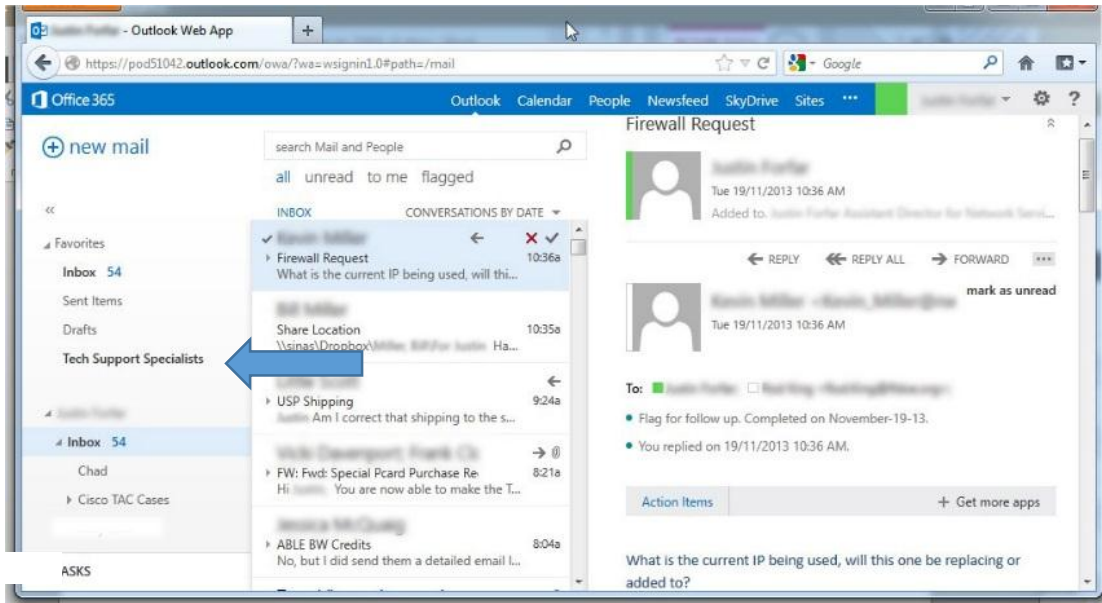 - Outlook Web App
+
https://pod51042.outlook.com/owa/?wa=wsignin1.0#path=/mail
Google
Office 365
Outlook Calendar People Newsfeed SkyDrive Sites ···
?
new mail
search Mail and People
all unread to me flagged
«
INBOX CONVERSATIONS BY DATE
Favorites
Inbox 54
Sent Items
Drafts
Tech Support Specialists
Inbox 54
Chad
Cisco TAC Cases
ASKS
Firewall Request
10:36a
What is the current IP being used, will thi...
Share Location
10:35a
\\sinas\Dropbox\ Ha...
USP Shipping
9:24a
Am I correct that shipping to the s...
FW: Fwd: Special Pcard Purchase Re
8:21a
Hi You are now able to make the T...
ABLE BW Credits
8:04a
No, but I did send them a detailed email I...
Firewall Request
Tue 19/11/2013 10:36 AM
Added to.
REPLY REPLY ALL FORWARD ···
mark as unread
Tue 19/11/2013 10:36 AM
To:
Flag for follow up. Completed on November-19-13.
You replied on 19/11/2013 10:36 AM.
Action Items + Get more apps
What is the current IP being used, will this one be replacing or
added to?